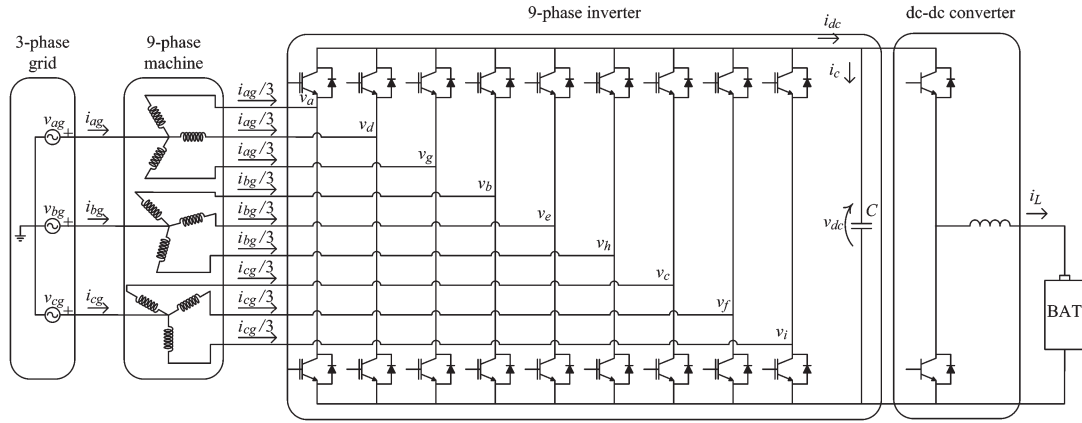 9-phase inverter
dc-dc converter
3-phase
grid
9-phase
machine
i_dc
i_c
i_ag/3
v_a
v_ag
+
i_ag
i_ag/3
v_d
i_ag/3
v_g
i_bg/3
v_b
v_bg
+
i_bg
i_bg/3
v_e
i_bg/3
v_h
v_dc
C
i_L
i_cg/3
v_c
v_cg
+
i_cg
i_cg/3
v_f
i_cg/3
v_i
BAT